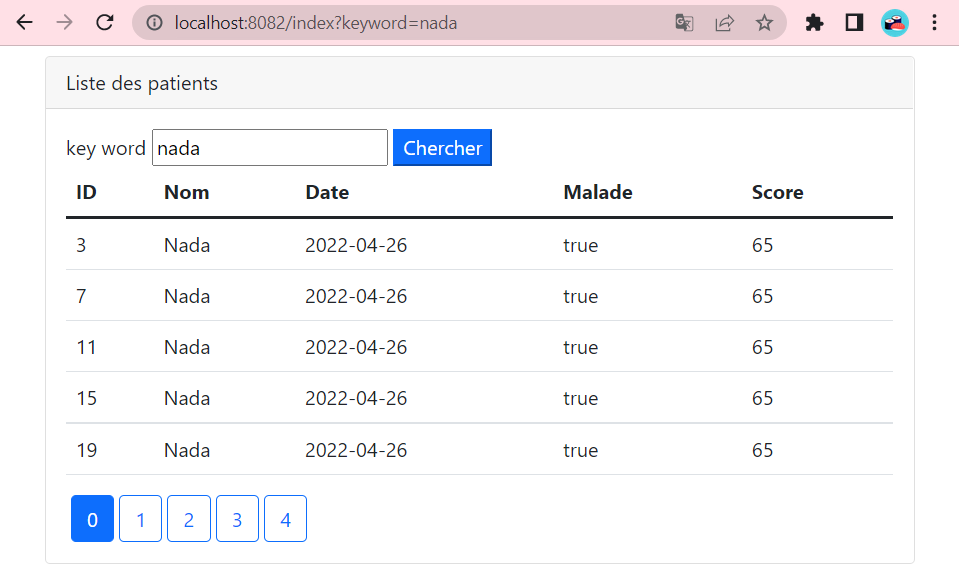 localhost:8082/index?keyword=nada
Liste des patients
key word nada Chercher
ID Nom Date Malade Score
3 Nada 2022-04-26 true 65
7 Nada 2022-04-26 true 65
11 Nada 2022-04-26 true 65
15 Nada 2022-04-26 true 65
19 Nada 2022-04-26 true 65
0 1 2 3 4